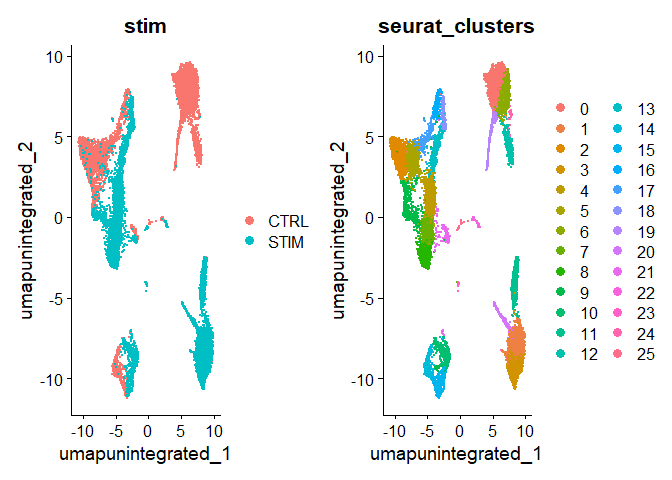 stim
seurat_clusters
10
5
0
-5
-10
umapunintegrated_2
-10 -5 0 5 10
umapunintegrated_1
CTRL
STIM
10
5
0
-5
-10
umapunintegrated_2
-10 -5 0 5 10
umapunintegrated_1
0 13
1 14
2 15
3 16
4 17
5 18
6 19
7 20
8 21
9 22
10 23
11 24
12 25